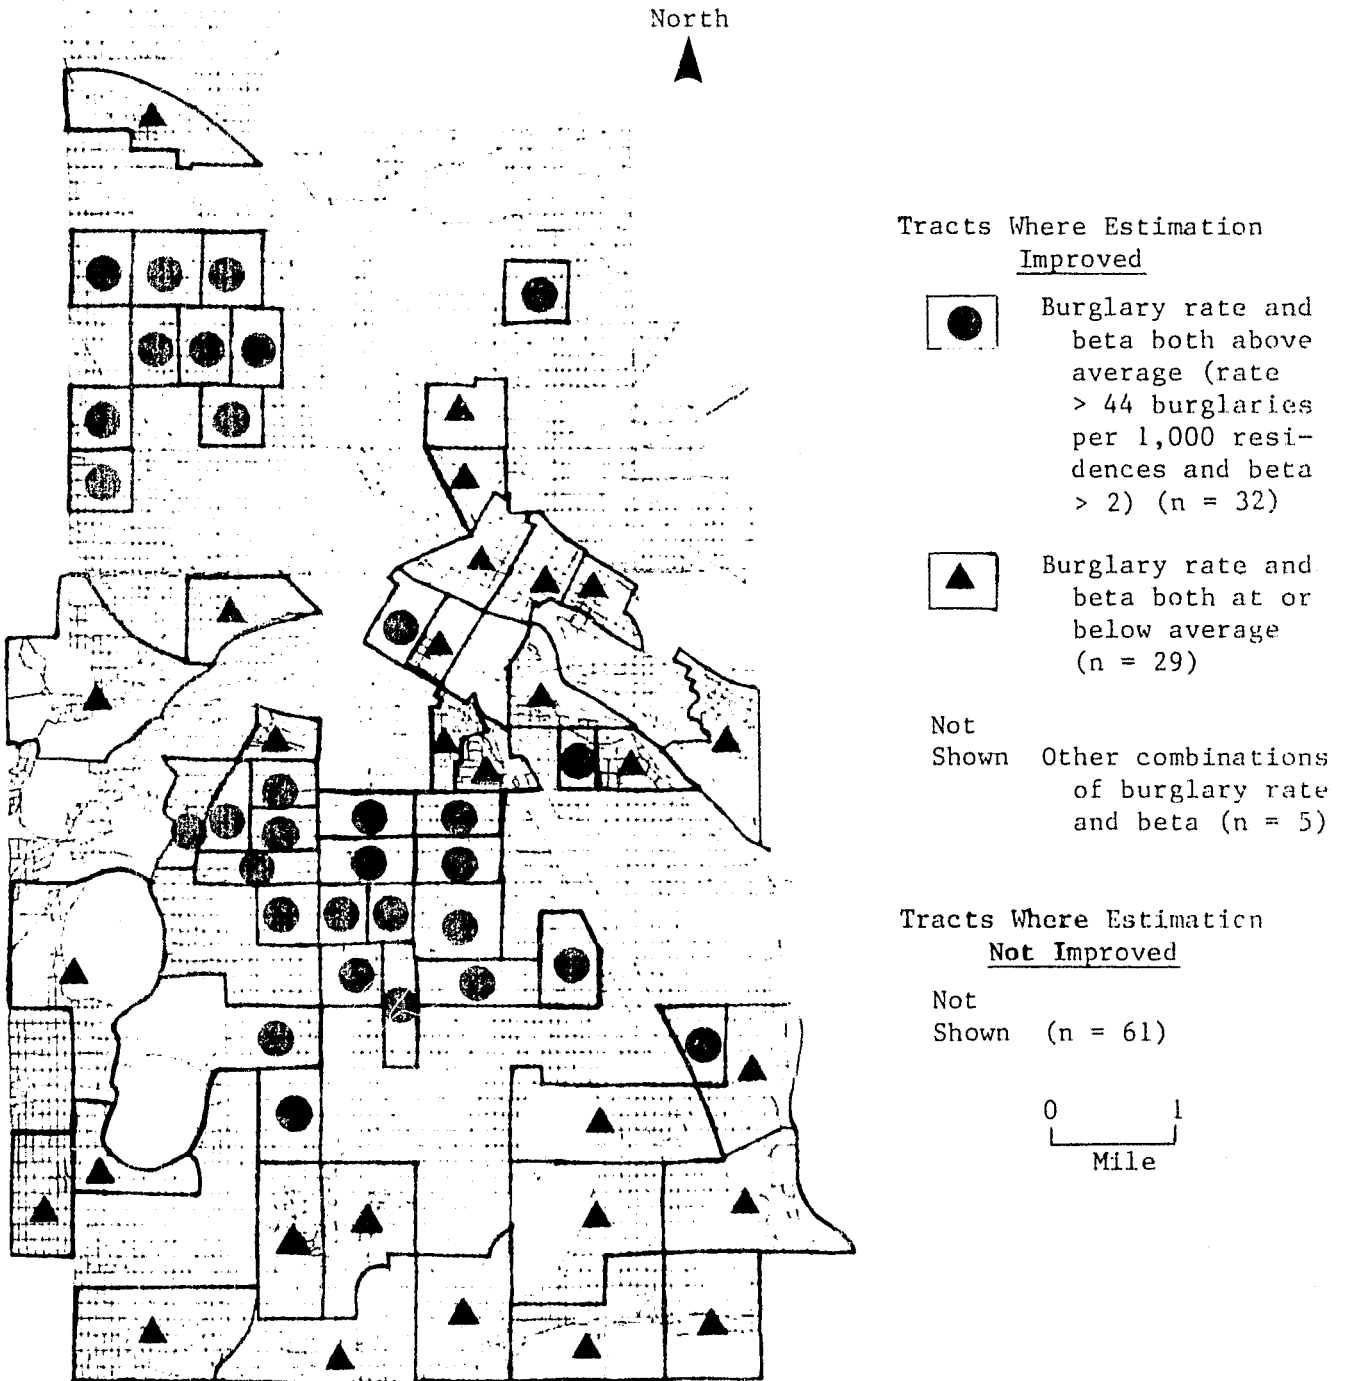 North
Tracts Where Estimation
Improved
Burglary rate and
beta both above
average (rate
> 44 burglaries
per 1,000 resi-
dences and beta
> 2) (n = 32)
Burglary rate and
beta both at or
below average
(n = 29)
Not
Shown Other combinations
of burglary rate
and beta (n = 5)
Tracts Where Estimation
Not Improved
Not
Shown (n = 61)
0 1
Mile